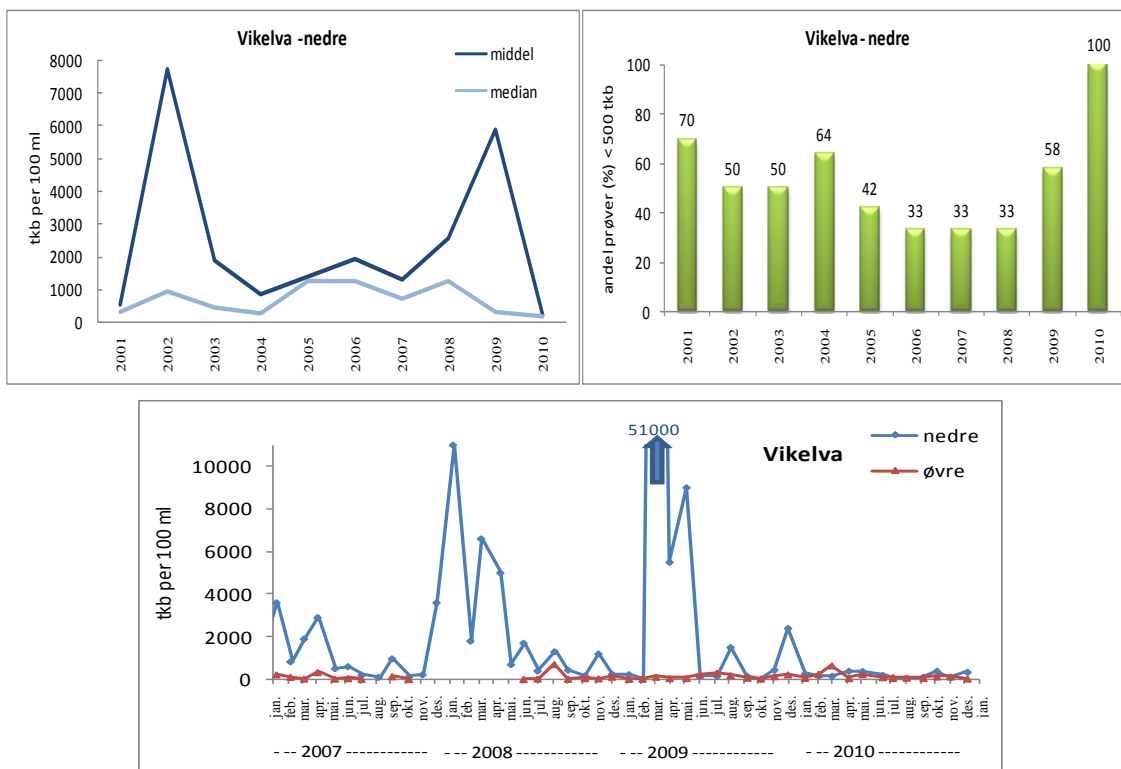 Vikelva -nedre
middel
median
tkb per 100 ml
8000
7000
6000
5000
4000
3000
2000
1000
0
2001
2002
2003
2004
2005
2006
2007
2008
2009
2010
Vikelva- nedre
andel prøver (%) < 500 tkb
100
80
60
40
20
0
70
50
50
64
42
33
33
33
58
100
2001
2002
2003
2004
2005
2006
2007
2008
2009
2010
Vikelva
nedre
øvre
51000
tkb per 100 ml
10000
8000
6000
4000
2000
0
jan.
feb.
mar.
apr.
mai.
jun.
jul.
aug.
sep.
okt.
nov.
des.
jan.
feb.
mar.
apr.
mai.
jun.
jul.
aug.
sep.
okt.
nov.
des.
jan.
feb.
mar.
apr.
mai.
jun.
jul.
aug.
sep.
okt.
nov.
des.
jan.
feb.
mar.
apr.
mai.
jun.
jul.
aug.
sep.
okt.
nov.
des.
jan.
- --- 2007 ------------
- --- 2008 ------------
- --- 2009 ------------
- --- 2010 ------------